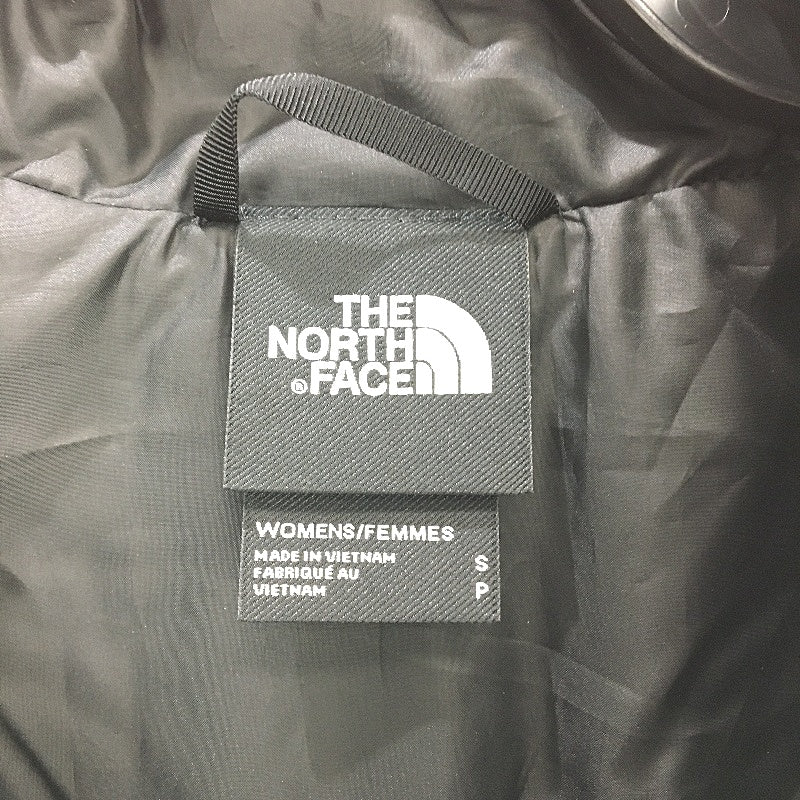 THE
NORTH
®FACE
WOMENS/FEMMES
MADE IN VIETNAM
FABRIQUÉ AU
VIETNAM
S
P